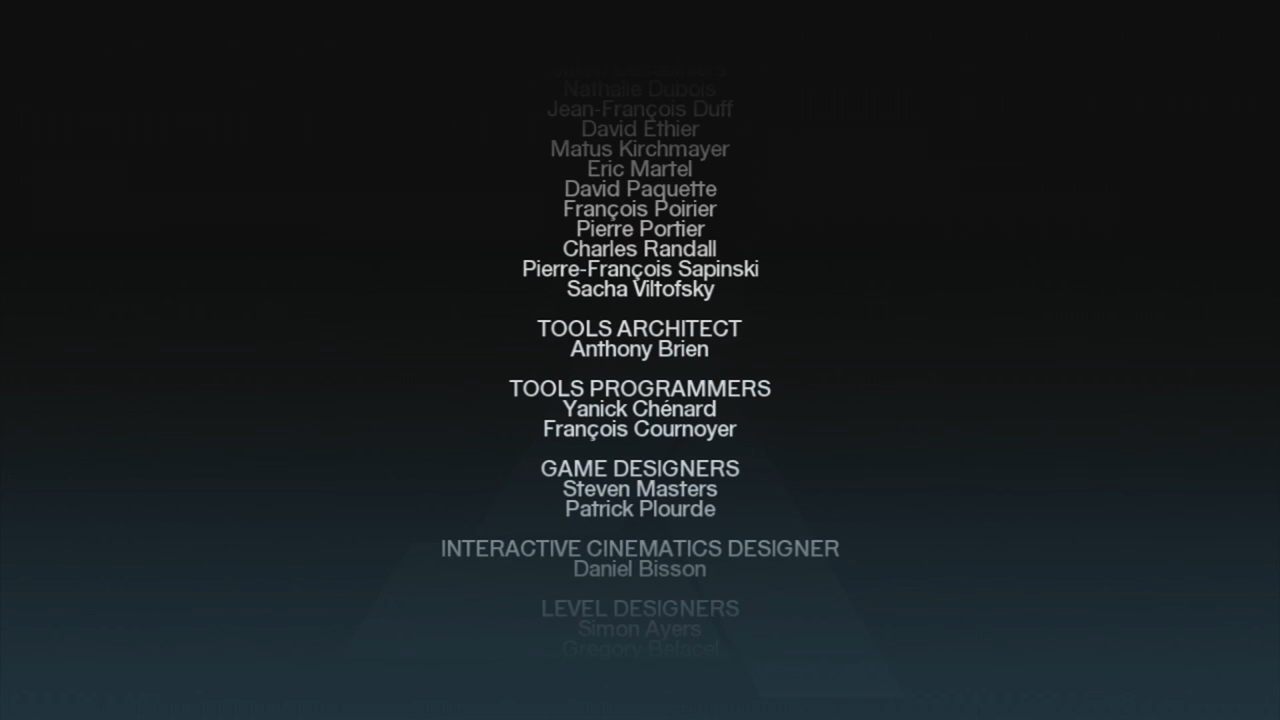 Nathalie Dubois
Jean-François Duff
David Ethier
Matus Kirchmayer
Eric Martel
David Paquette
François Poirier
Pierre Portier
Charles Randall
Pierre-François Sapinski
Sacha Viltofsky
TOOLS ARCHITECT
Anthony Brien
TOOLS PROGRAMMERS
Yanick Chénard
François Cournoyer
GAME DESIGNERS
Steven Masters
Patrick Plourde
INTERACTIVE CINEMATICS DESIGNER
Daniel Bisson
LEVEL DESIGNERS
Simon Ayers
Gregory Belacel